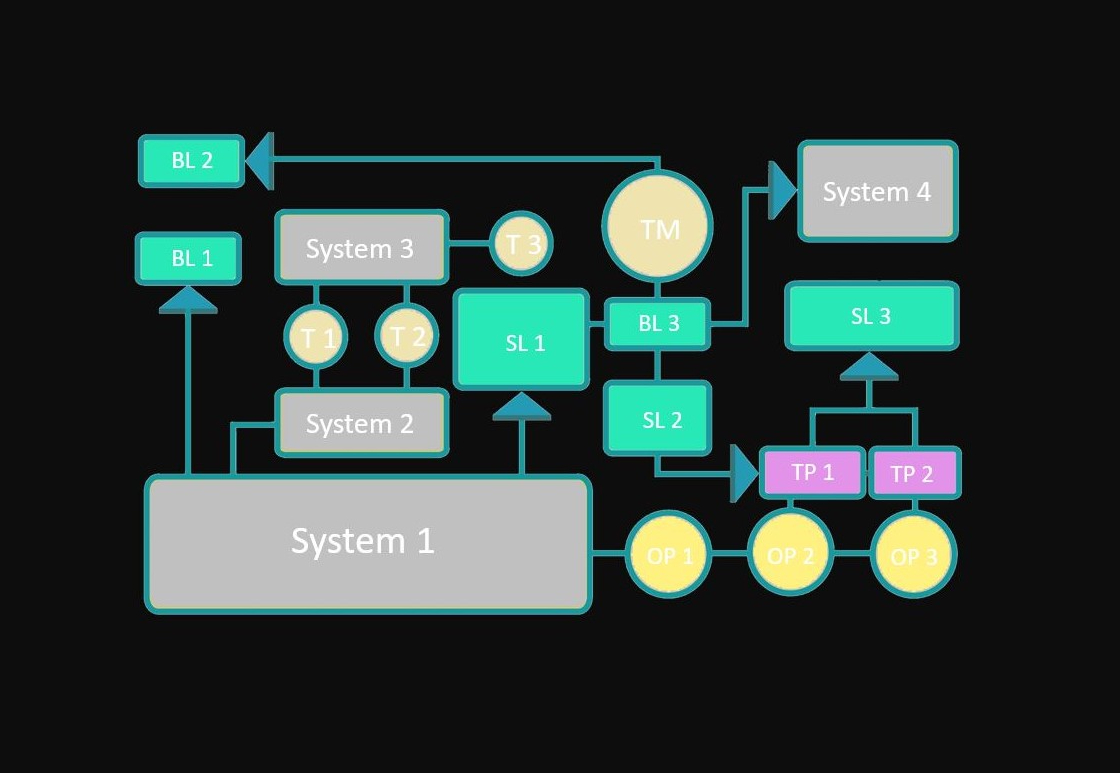 BL 2
System 4
TM
System 3
T 3
BL 1
SL 3
BL 3
T 1
T 2
SL 1
System 2
SL 2
TP 1
TP 2
System 1
OP 1
OP 2
OP 3